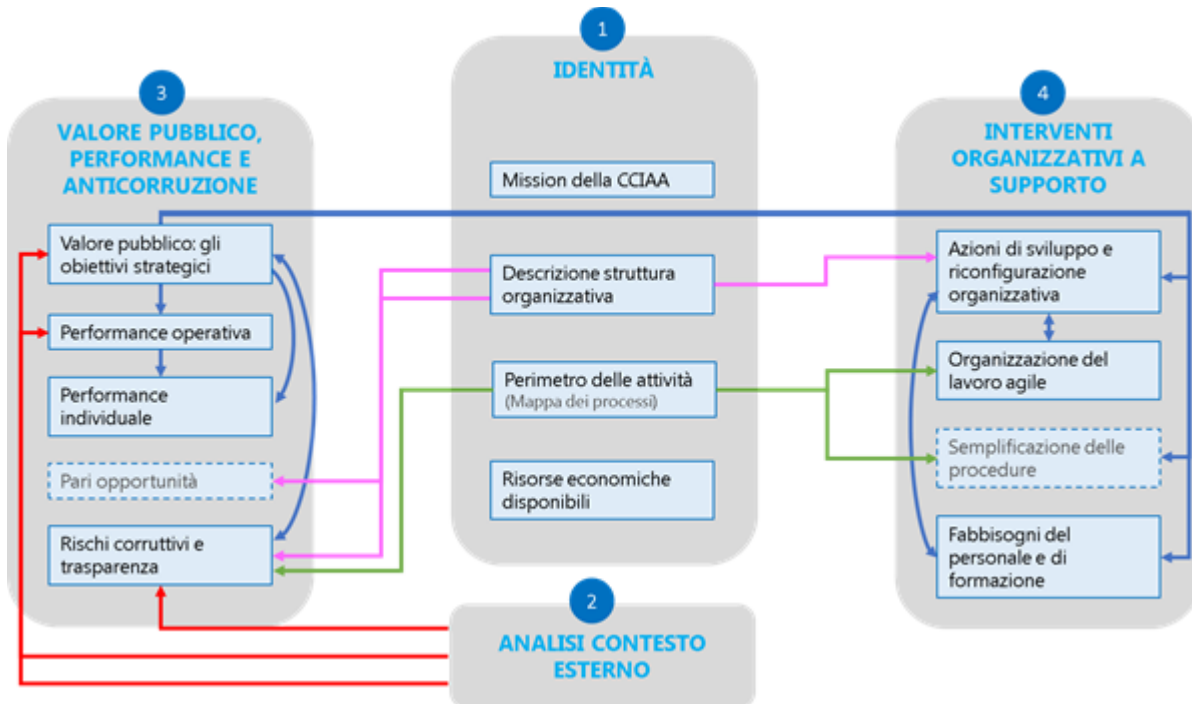 1
IDENTITÀ
Mission della CCIAA
Descrizione struttura
organizzativa
Perimetro delle attività
(Mappa dei processi)
Risorse economiche
disponibili
2
ANALISI CONTESTO
ESTERNO
3
VALORE PUBBLICO,
PERFORMANCE E
ANTICORRUZIONE
Valore pubblico: gli
obiettivi strategici
Performance operativa
Performance
individuale
Pari opportunità
Rischi corruttivi e
trasparenza
4
INTERVENTI
ORGANIZZATIVI A
SUPPORTO
Azioni di sviluppo e
riconfigurazione
organizzativa
Organizzazione del
lavoro agile
Semplificazione delle
procedure
Fabbisogni del
personale e di
formazione